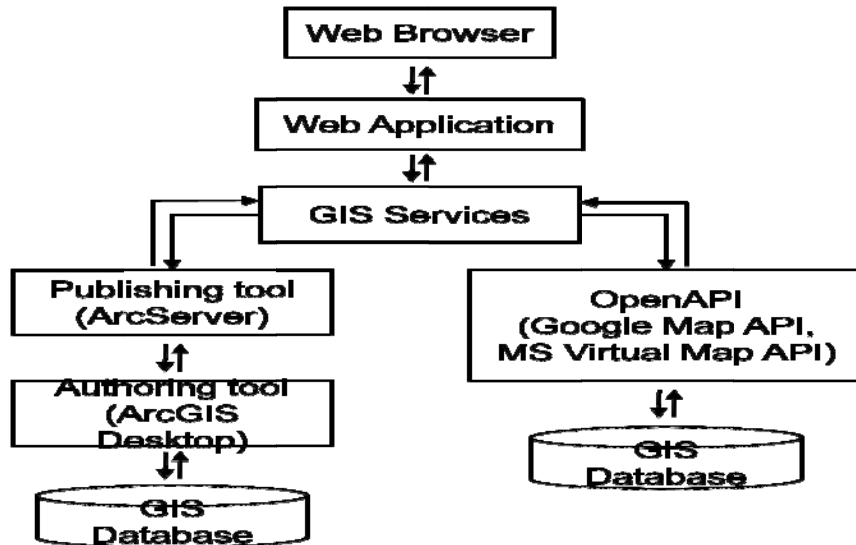 Web Browser
Web Application
GIS Services
Publishing tool
(ArcServer)
OpenAPI
(Google Map API,
MS Virtual Map API)
Authoring tool
(ArcGIS
Desktop)
GIS
Database
GIS
Database